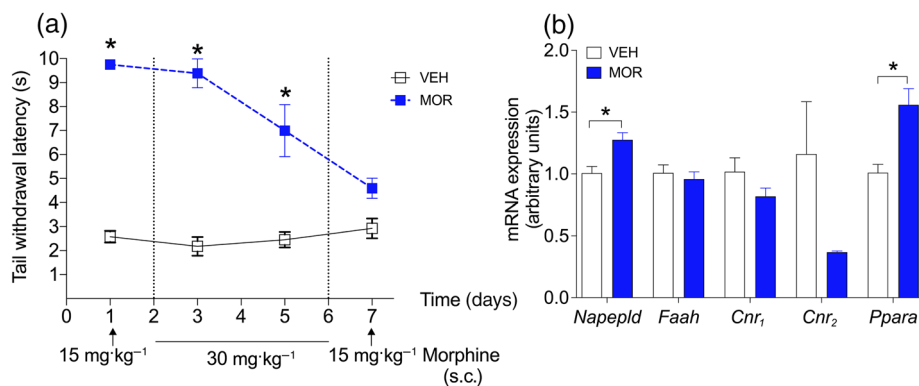 (a)
Tail withdrawal latency (s)
10
9
8
7
6
5
4
3
2
1
* * *
VEH
MOR
0 1 2 3 4 5 6 7
Time (days)
15 mg·kg⁻¹ 30 mg·kg⁻¹ 15 mg·kg⁻¹ Morphine
(s.c.)
(b)
mRNA expression
(arbitrary units)
2.0
1.5
1.0
0.5
0.0
VEH
MOR
* *
Napepld Faah Cnr₁ Cnr₂ Ppara